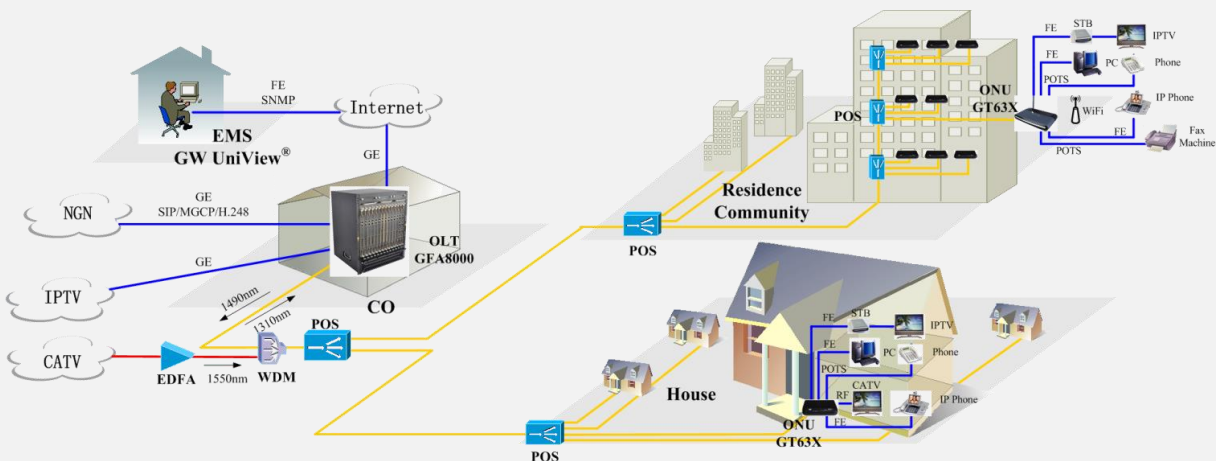 FE
SNMP
Internet
EMS
GW UniView®
GE
NGN
GE
SIP/MGCP/H.248
OLT
GFA8000
GE
IPTV
CO
1490nm
1310nm
CATV
EDFA
1550nm
WDM
POS
POS
Residence
Community
POS
ONU
GT63X
FE
STB
IPTV
FE
PC
Phone
POTS
WiFi
IP Phone
FE
POTS
Fax
Machine
House
POS
FE
STB
IPTV
FE
PC
Phone
POTS
CATV
RF
IP Phone
FE
ONU
GT63X